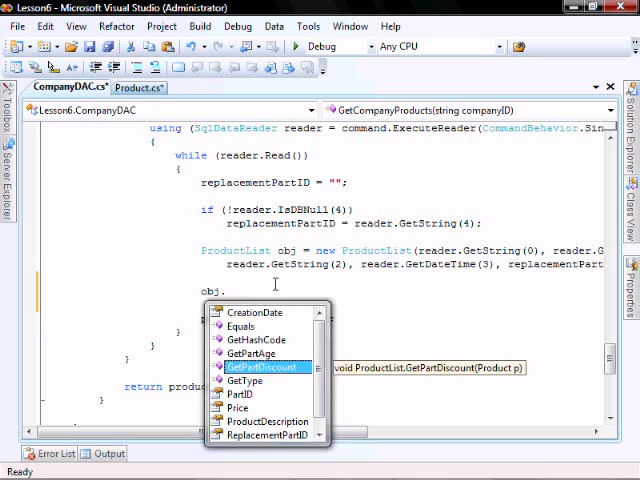 Lesson6 - Microsoft Visual Studio (Administrator)
File Edit View Refactor Project Build Debug Data Tools Window Help
Debug Any CPU
CompanyDAC.cs* Product.cs*
Lesson6.CompanyDAC GetCompanyProducts(string companyID)
using (SqlDataReader reader = command.ExecuteReader(CommandBehavior.Sin
{
while (reader.Read())
{
replacementPartID = "";
if (!reader.IsDBNull(4))
replacementPartID = reader.GetString(4);
ProductList obj = new ProductList(reader.GetString(0), reader.G
reader.GetString(2), reader.GetDateTime(3), replacementPart
obj.
CreationDate
Equals
GetHashCode
GetPartAge
GetPartDiscount void ProductList.GetPartDiscount(Product p)
GetType
PartID
Price
ProductDescription
ReplacementPartID
}
}
}
return produ
}
Toolbox
Server Explorer
Solution Explorer
Class View
Properties
Error List Output
Ready